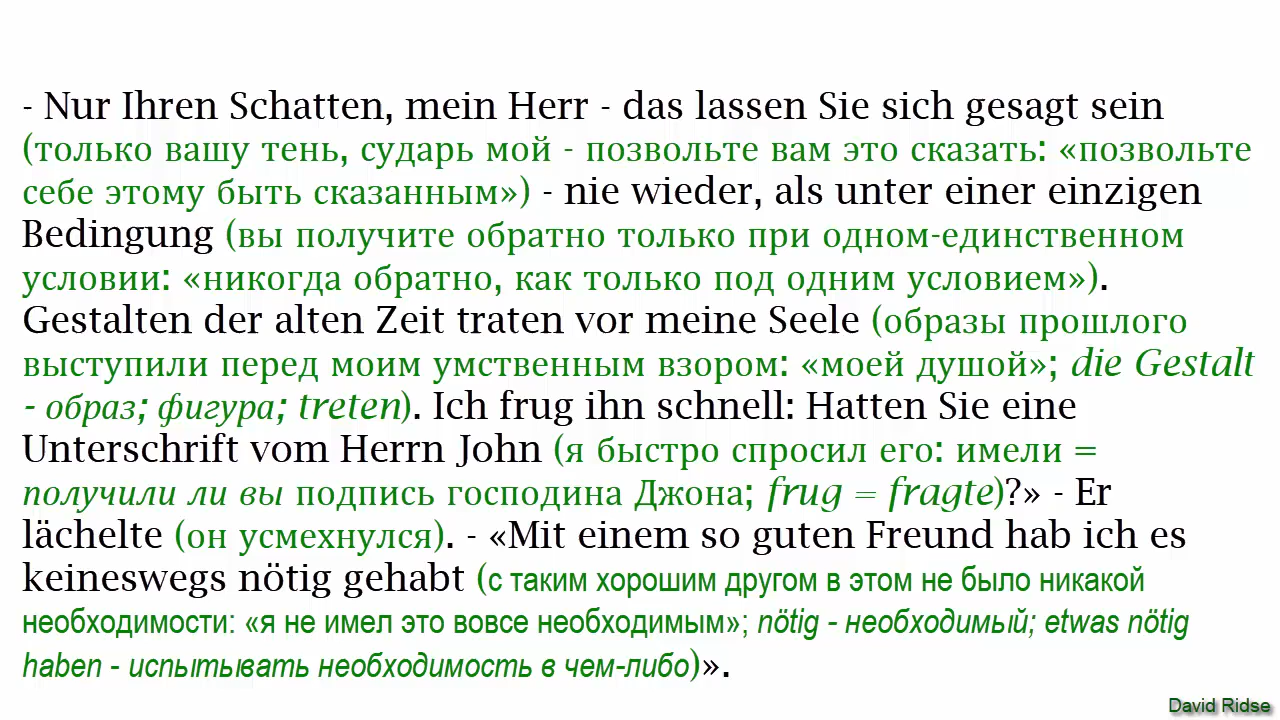 - Nur Ihren Schatten, mein Herr - das lassen Sie sich gesagt sein
(только вашу тень, сударь мой - позвольте вам это сказать: «позвольте
себе этому быть сказанным») - nie wieder, als unter einer einzigen
Bedingung (вы получите обратно только при одном-единственном
условии: «никогда обратно, как только под одним условием»).
Gestalten der alten Zeit traten vor meine Seele (образы прошлого
выступили перед моим умственным взором: «моей душой»; die Gestalt
- образ; фигура; treten). Ich frug ihn schnell: Hatten Sie eine
Unterschrift vom Herrn John (я быстро спросил его: имели =
получили ли вы подпись господина Джона; frug = fragte)?» - Er
lächelte (он усмехнулся). - «Mit einem so guten Freund hab ich es
keineswegs nötig gehabt (с таким хорошим другом в этом не было никакой
необходимости: «я не имел это вовсе необходимым»; nötig - необходимый; etwas nötig
haben - испытывать необходимость в чем-либо)».
David Ridse